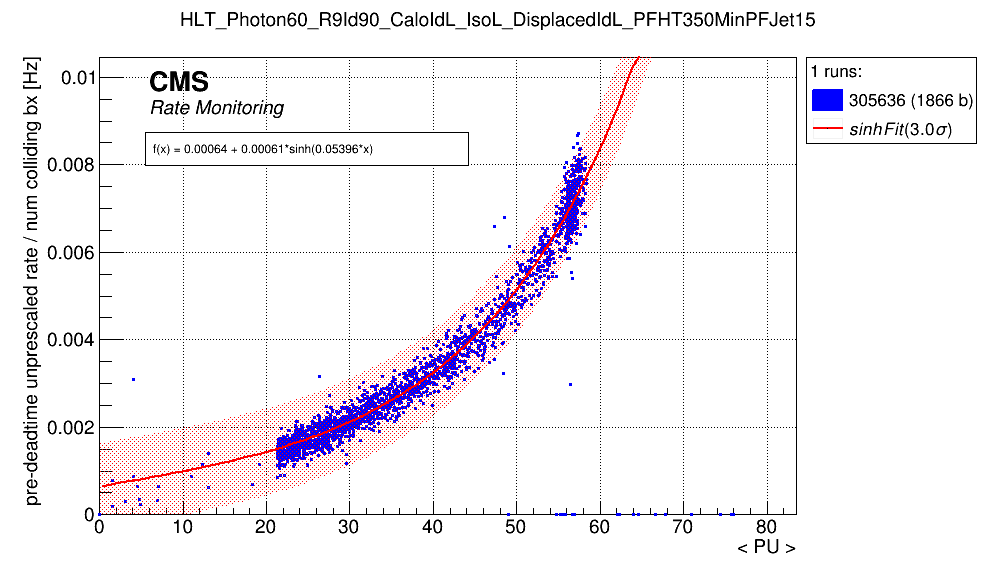 HLT_Photon60_R9Id90_CaloIdL_IsoL_DisplacedIdL_PFHT350MinPFJet15
pre-deadtime unprescaled rate / num colliding bx [Hz]
0.01
0.008
0.006
0.004
0.002
0
CMS
Rate Monitoring
f(x) = 0.00064 + 0.00061*sinh(0.05396*x)
1 runs:
305636 (1866 b)
sinhFit(3.0σ)
0 10 20 30 40 50 60 70 80
< PU >